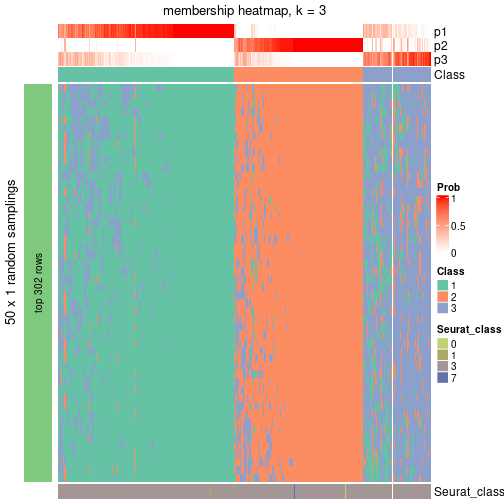 membership heatmap, k = 3
p1
p2
p3
Class
50 x 1 random samplings
top 302 rows
Prob
1
0.5
0
Class
1
2
3
Seurat_class
0
1
3
7
Seurat_class